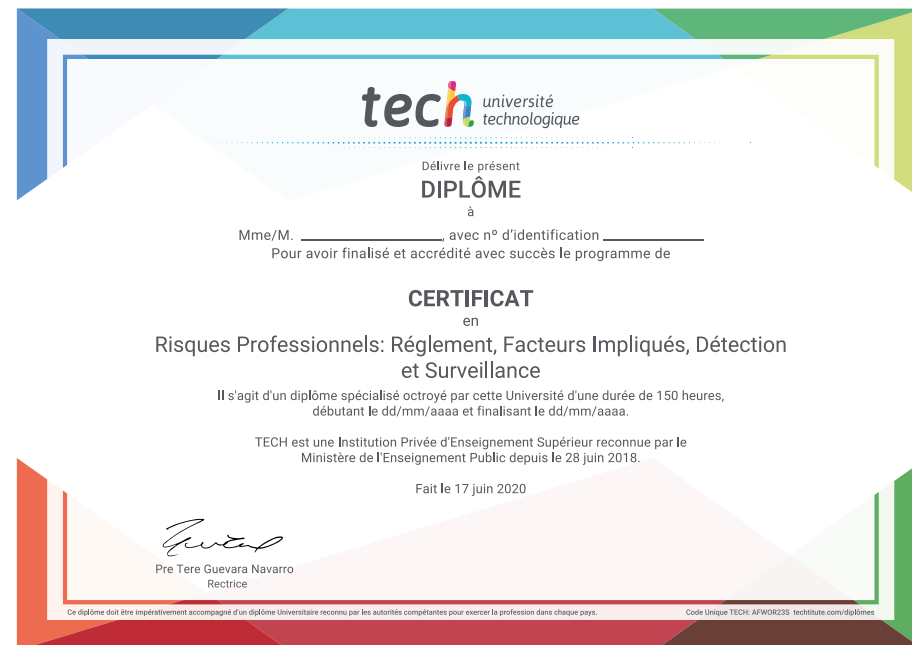 tech université
technologique
Délivre le présent
DIPLÔME
à
Mme/M. ____________________, avec nº d'identification ______________
Pour avoir finalisé et accrédité avec succès le programme de
CERTIFICAT
en
Risques Professionnels: Réglement, Facteurs Impliqués, Détection
et Surveillance
Il s'agit d'un diplôme spécialisé octroyé par cette Université d'une durée de 150 heures,
débutant le dd/mm/aaaa et finalisant le dd/mm/aaaa.
TECH est une Institution Privée d'Enseignement Supérieur reconnue par le
Ministère de l'Enseignement Public depuis le 28 juin 2018.
Fait le 17 juin 2020
Pre Tere Guevara Navarro
Rectrice
Ce diplôme doit être impérativement accompagné d'un diplôme Universitaire reconnu par les autorités compétantes pour exercer la profession dans chaque pays.
Code Unique TECH: AFWOR23S techtitute.com/diplômes